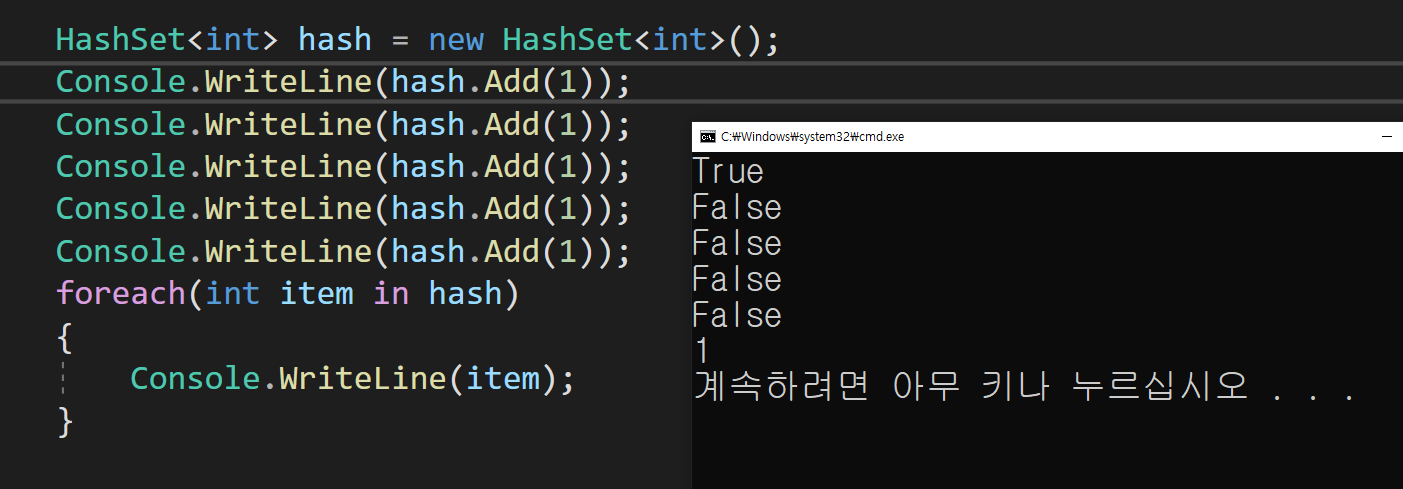 HashSet<int> hash = new HashSet<int>();
Console.WriteLine(hash.Add(1));
Console.WriteLine(hash.Add(1));
Console.WriteLine(hash.Add(1));
Console.WriteLine(hash.Add(1));
Console.WriteLine(hash.Add(1));
foreach(int item in hash)
{
    Console.WriteLine(item);
}
C:\Windows\system32\cmd.exe
True
False
False
False
False
1
계속하려면 아무 키나 누르십시오 . . .